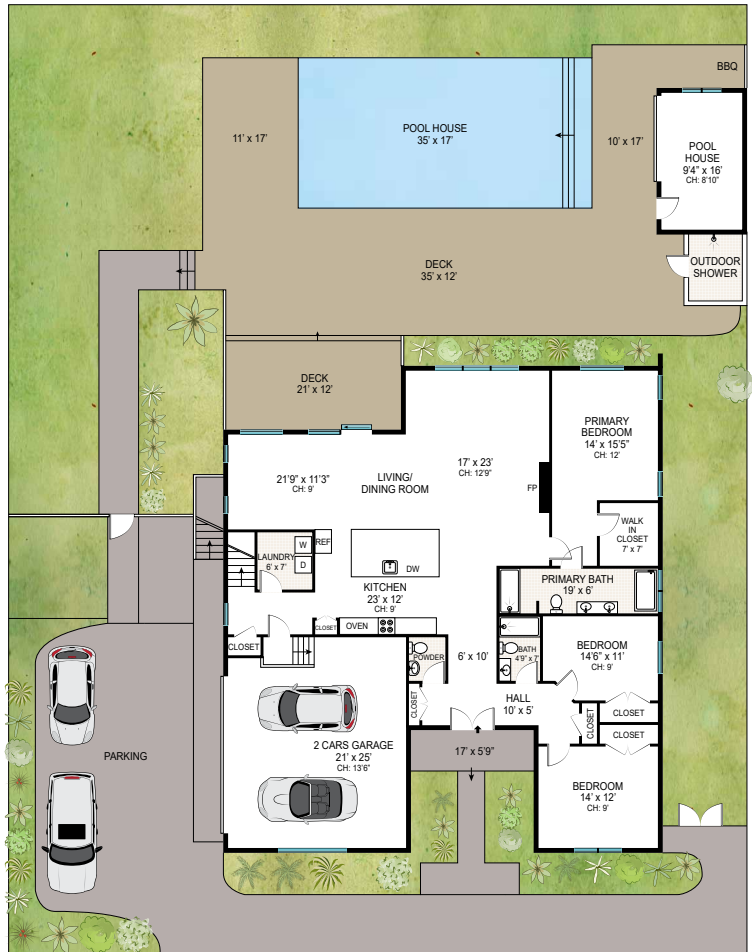 BBQ
11' x 17'
POOL HOUSE
35' x 17'
10' x 17'
POOL
HOUSE
9'4" x 16'
CH: 8'10"
OUTDOOR
SHOWER
DECK
35' x 12'
DECK
21' x 12'
PRIMARY
BEDROOM
14' x 15'5"
CH: 12'
21'9" x 11'3"
CH: 9'
LIVING/
DINING ROOM
17' x 23'
CH: 12'9"
FP
WALK
IN
CLOSET
7' x 7'
LAUNDRY
6' x 7'
W
D
REF
DW
KITCHEN
23' x 12'
CH: 9'
PRIMARY BATH
19' x 6'
CLOSET
CLOSET
OVEN
POWDER
6' x 10'
BATH
4'9" x 7'
BEDROOM
14'6" x 11'
CH: 9'
CLOSET
HALL
10' x 5'
CLOSET
CLOSET
CLOSET
PARKING
2 CARS GARAGE
21' x 25'
CH: 13'6"
17' x 5'9"
BEDROOM
14' x 12'
CH: 9'